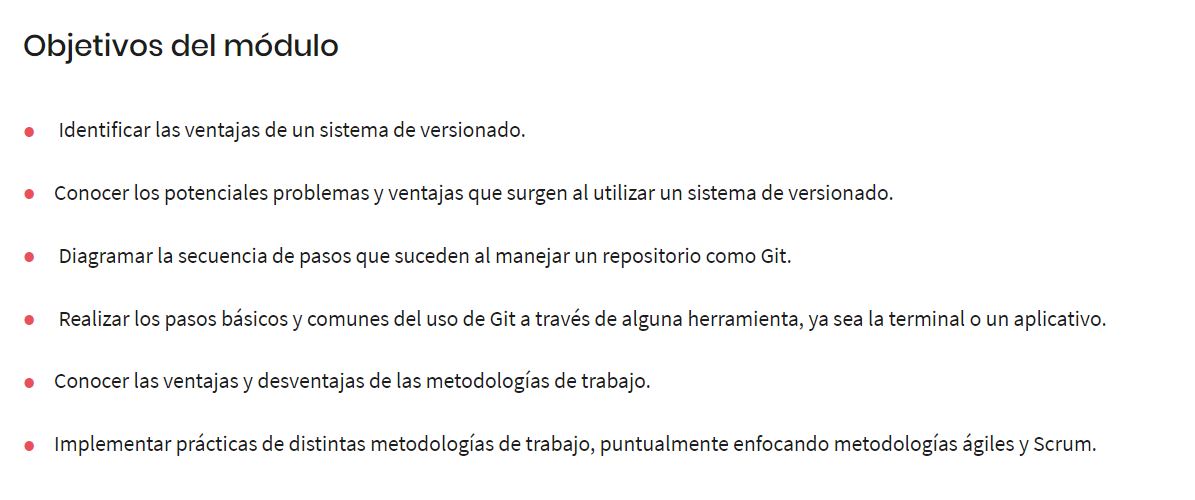 Objetivos del módulo
Identificar las ventajas de un sistema de versionado.
Conocer los potenciales problemas y ventajas que surgen al utilizar un sistema de versionado.
Diagramar la secuencia de pasos que suceden al manejar un repositorio como Git.
Realizar los pasos básicos y comunes del uso de Git a través de alguna herramienta, ya sea la terminal o un aplicativo.
Conocer las ventajas y desventajas de las metodologías de trabajo.
Implementar prácticas de distintas metodologías de trabajo, puntualmente enfocando metodologías ágiles y Scrum.